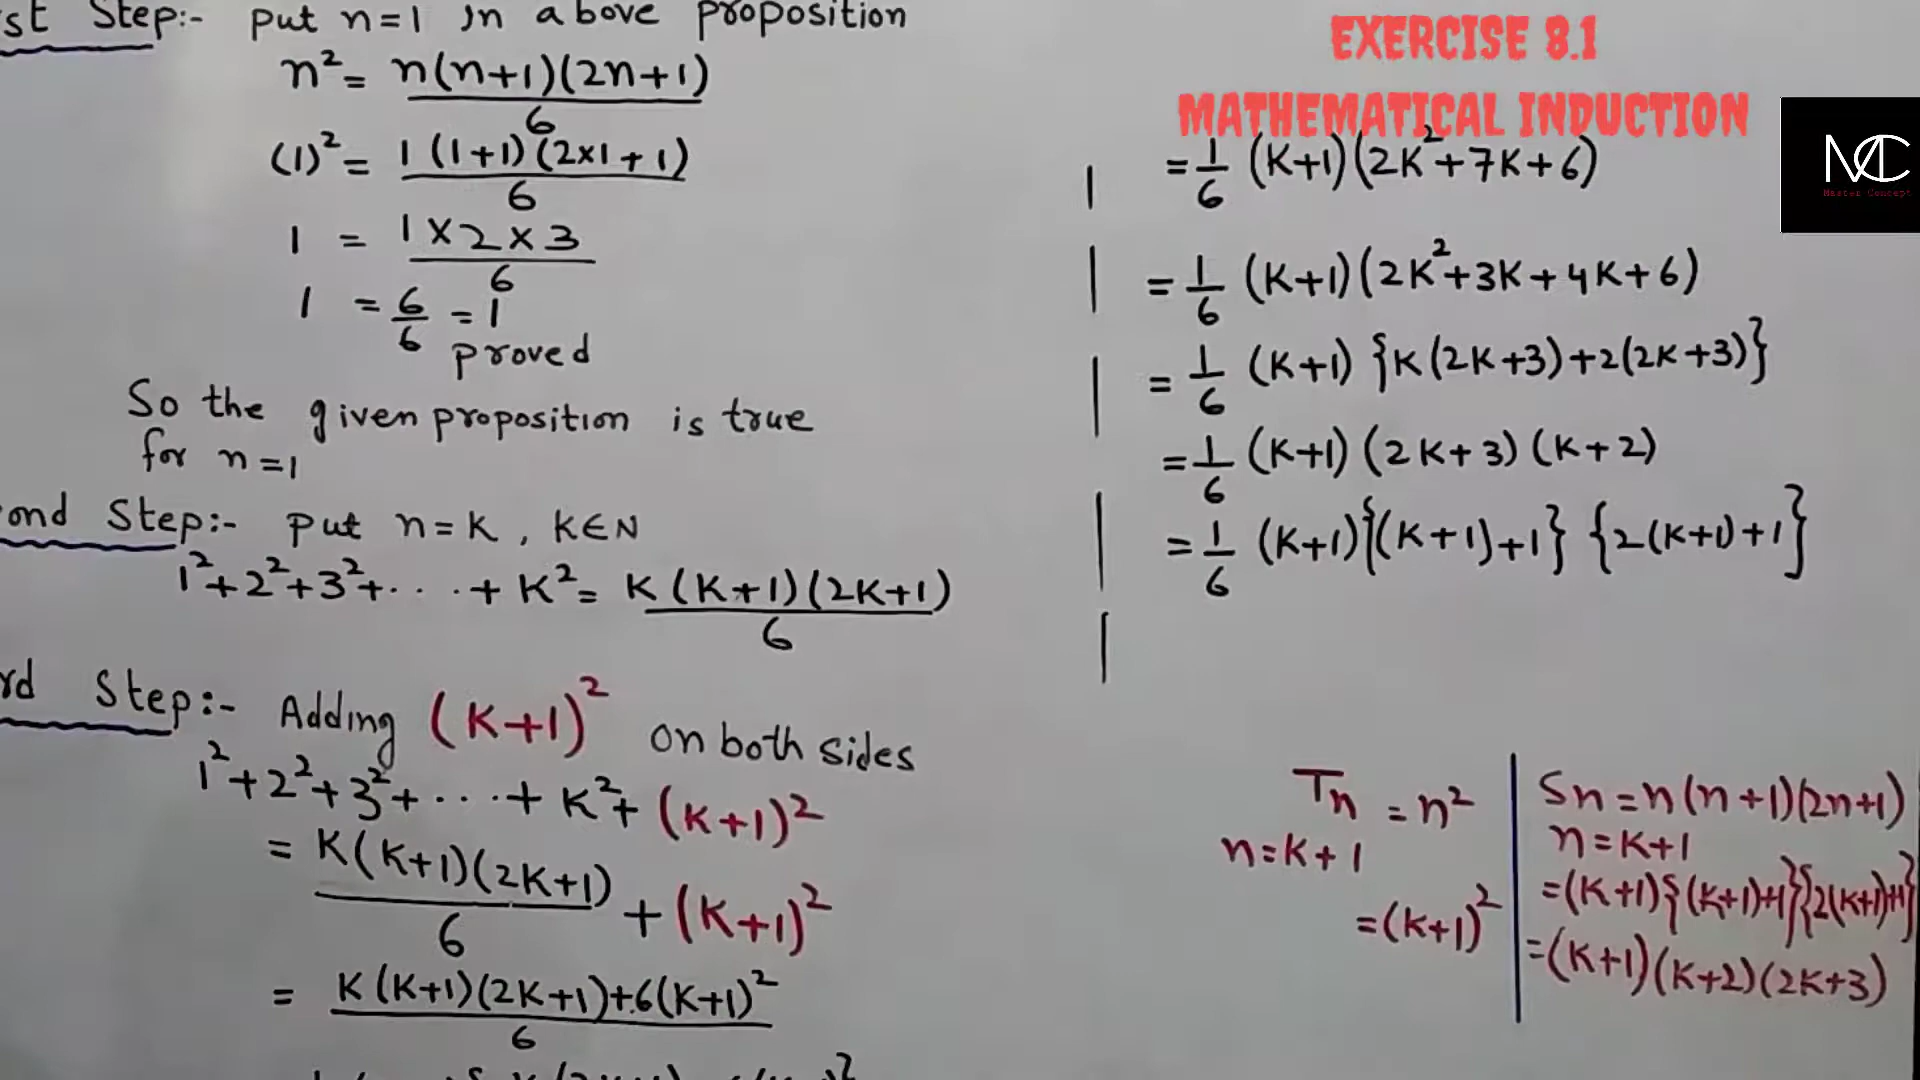 st Step:- put n=1 in above proposition
n² = n(n+1)(2n+1)/6
(1)² = 1(1+1)(2×1+1)/6
1 = 1×2×3/6
1 = 6/6 = 1
proved
So the given proposition is true
for n=1
ond Step:- put n=K, K∈N
1²+2²+3²+....+K² = K(K+1)(2K+1)/6
rd Step:- Adding (K+1)² on both sides
1²+2²+3²+...+K²+(K+1)²
= K(K+1)(2K+1)/6 + (K+1)²
= K(K+1)(2K+1)+6(K+1)²/6
EXERCISE 8.1
MATHEMATICAL INDUCTION
MC
Master Concept
= 1/6 (K+1)(2K²+7K+6)
= 1/6 (K+1)(2K²+3K+4K+6)
= 1/6 (K+1) {K(2K+3)+2(2K+3)}
= 1/6 (K+1)(2K+3)(K+2)
= 1/6 (K+1){(K+1)+1} {2(K+1)+1}
Tn = n²
n=K+1
=(K+1)²
Sn = n(n+1)(2n+1)
n=K+1
=(K+1){(K+1)+1}{2(K+1)+1}
=(K+1)(K+2)(2K+3)